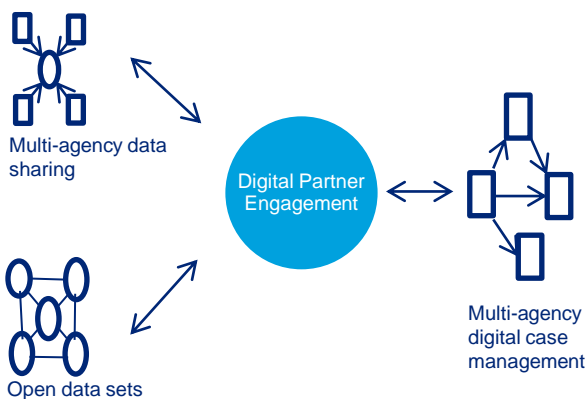 Multi-agency data
sharing
Digital Partner
Engagement
Multi-agency
digital case
management
Open data sets